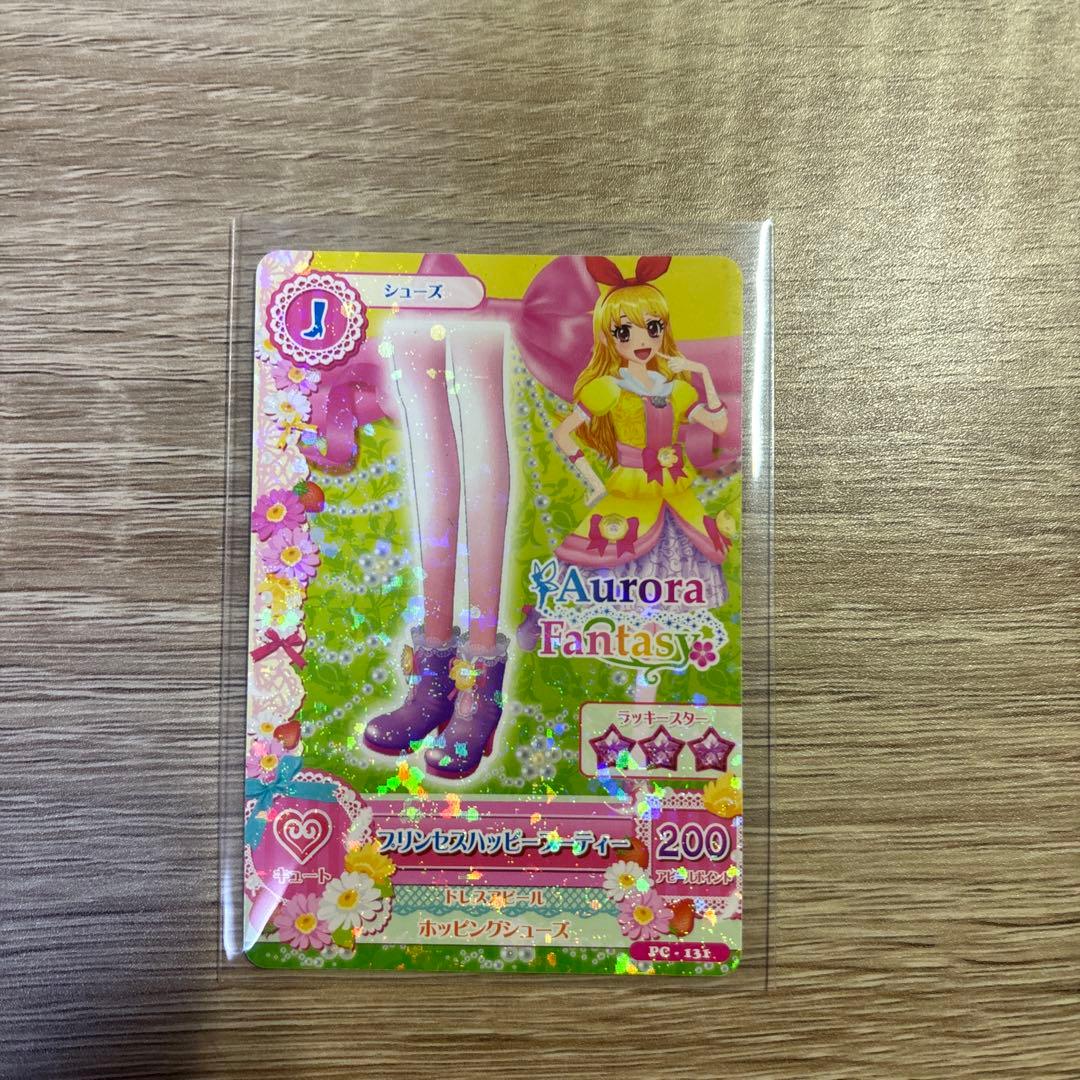 シューズ
Aurora
Fantasy
ラッキースター
プリンセスハッピーブーティー
200
キュート
アピールポイント
ドレスアピール
ホッピングシューズ
PC - 131